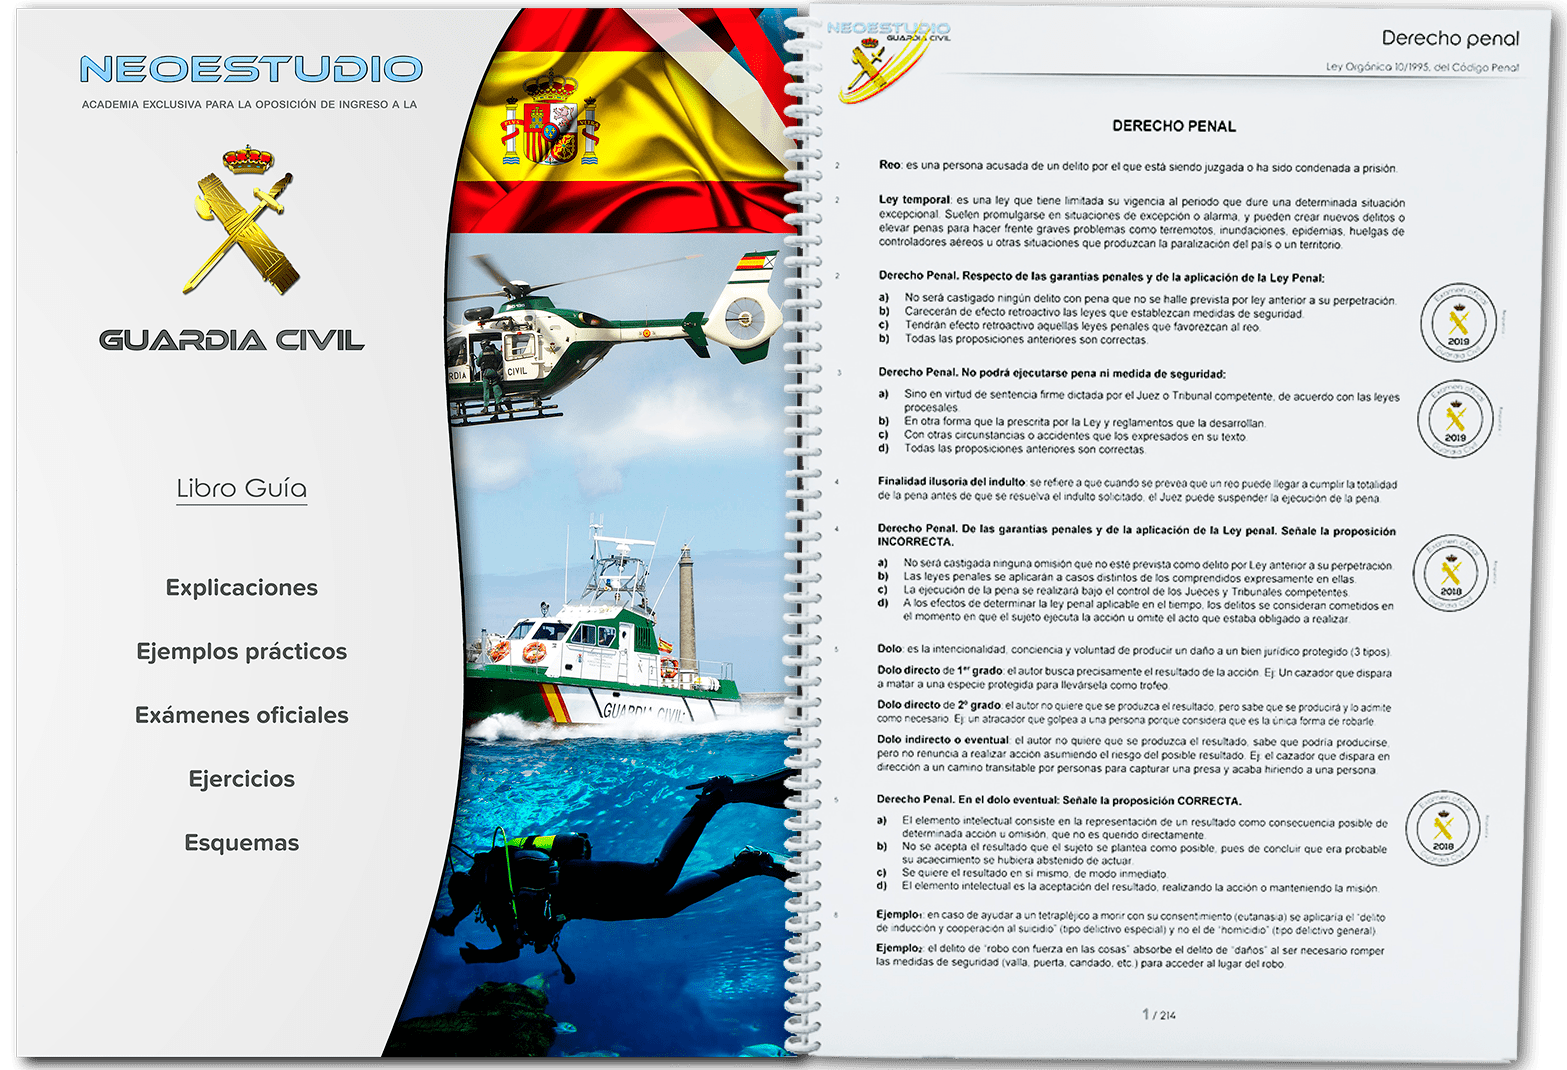 NEOESTUDIO
ACADEMIA EXCLUSIVA PARA LA OPOSICIÓN DE INGRESO A LA
GUARDIA CIVIL
Libro Guía
Explicaciones
Ejemplos prácticos
Exámenes oficiales
Ejercicios
Esquemas
PLUS
RDIA
CIVIL
GUARDIA CIVIL
NEOESTUDIO
GUARDIA CIVIL
Derecho penal
Ley Orgánica 10/1995, del Código Penal
DERECHO PENAL
2 Reo: es una persona acusada de un delito por el que está siendo juzgada o ha sido condenada a prisión.
2 Ley temporal: es una ley que tiene limitada su vigencia al periodo que dure una determinada situación
excepcional. Suelen promulgarse en situaciones de excepción o alarma, y pueden crear nuevos delitos o
elevar penas para hacer frente graves problemas como terremotos, inundaciones, epidemias, huelgas de
controladores aéreos u otras situaciones que produzcan la paralización del país o un territorio.
2 Derecho Penal. Respecto de las garantías penales y de la aplicación de la Ley Penal:
a) No será castigado ningún delito con pena que no se halle prevista por ley anterior a su perpetración.
b) Carecerán de efecto retroactivo las leyes que establezcan medidas de seguridad.
c) Tendrán efecto retroactivo aquellas leyes penales que favorezcan al reo.
b) Todas las proposiciones anteriores son correctas.
Examen oficial
2019
Guardia Civil
3 Derecho Penal. No podrá ejecutarse pena ni medida de seguridad:
a) Sino en virtud de sentencia firme dictada por el Juez o Tribunal competente, de acuerdo con las leyes
procesales.
b) En otra forma que la prescrita por la Ley y reglamentos que la desarrollan.
c) Con otras circunstancias o accidentes que los expresados en su texto.
d) Todas las proposiciones anteriores son correctas.
Examen oficial
2019
Guardia Civil
4 Finalidad ilusoria del indulto: se refiere a que cuando se prevea que un reo puede llegar a cumplir la totalidad
de la pena antes de que se resuelva el indulto solicitado, el Juez puede suspender la ejecución de la pena.
4 Derecho Penal. De las garantías penales y de la aplicación de la Ley penal. Señale la proposición
INCORRECTA.
a) No será castigada ninguna omisión que no esté prevista como delito por Ley anterior a su perpetración.
b) Las leyes penales se aplicarán a casos distintos de los comprendidos expresamente en ellas.
c) La ejecución de la pena se realizará bajo el control de los Jueces y Tribunales competentes.
d) A los efectos de determinar la ley penal aplicable en el tiempo, los delitos se consideran cometidos en
el momento en que el sujeto ejecuta la acción u omite el acto que estaba obligado a realizar.
Examen oficial
2018
Guardia Civil
5 Dolo: es la intencionalidad, conciencia y voluntad de producir un daño a un bien jurídico protegido (3 tipos).
Dolo directo de 1er grado: el autor busca precisamente el resultado de la acción. Ej: Un cazador que dispara
a matar a una especie protegida para llevársela como trofeo.
Dolo directo de 2º grado: el autor no quiere que se produzca el resultado, pero sabe que se producirá y lo admite
como necesario. Ej: un atracador que golpea a una persona porque considera que es la única forma de robarle.
Dolo indirecto o eventual: el autor no quiere que se produzca el resultado, sabe que podría producirse,
pero no renuncia a realizar acción asumiendo el riesgo del posible resultado. Ej: el cazador que dispara en
dirección a un camino transitable por personas para capturar una presa y acaba hiriendo a una persona.
5 Derecho Penal. En el dolo eventual: Señale la proposición CORRECTA.
a) El elemento intelectual consiste en la representación de un resultado como consecuencia posible de
determinada acción u omisión, que no es querido directamente.
b) No se acepta el resultado que el sujeto se plantea como posible, pues de concluir que era probable
su acaecimiento se hubiera abstenido de actuar.
c) Se quiere el resultado en si mismo, de modo inmediato.
d) El elemento intelectual es la aceptación del resultado, realizando la acción o manteniendo la misión.
Examen oficial
2018
Guardia Civil
8 Ejemplo1: en caso de ayudar a un tetrapléjico a morir con su consentimiento (eutanasia) se aplicaría el "delito
de inducción y cooperación al suicidio" (tipo delictivo especial) y no el de "homicidio" (tipo delictivo general).
Ejemplo2: el delito de "robo con fuerza en las cosas" absorbe el delito de "daños" al ser necesario romper
las medidas de seguridad (valla, puerta, candado, etc.) para acceder al lugar del robo.
1 / 214